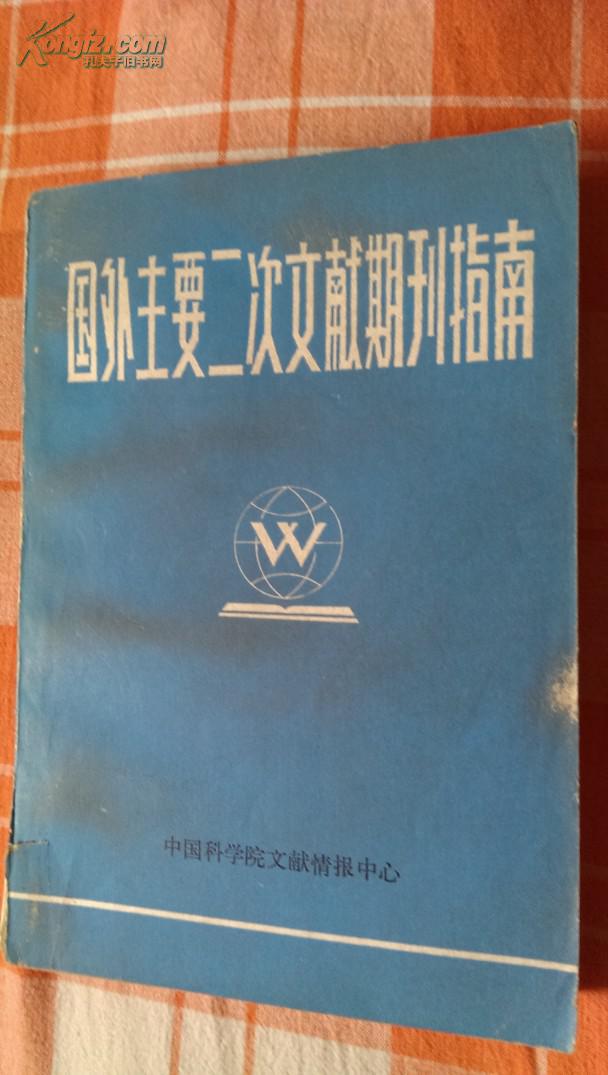 Kongfz.com
孔夫子旧书网
国外主要二次文献期刊指南
W
中国科学院文献情报中心